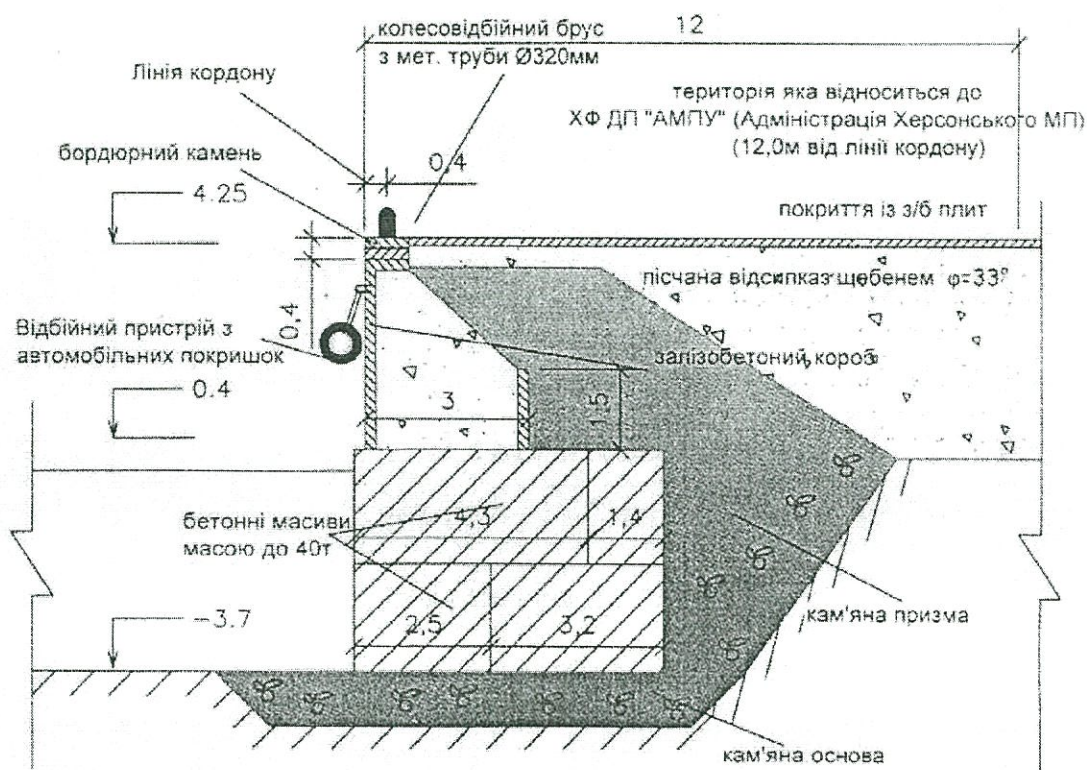 колесовідбійний брус
з мет. труби Ø320мм
12
Лінія кордону
територія яка відноситься до
ХФ ДП "АМПУ" (Адміністрація Херсонського МП)
(12,0м від лінії кордону)
бордюрний камень
0,4
4.25
покриття із з/б плит
пісчана відсипказ щебенем φ=33°
0,4
Відбійний пристрій з
автомобільних покришок
залізобетоний короб
0.4
3
1,5
бетонні масиви
масою до 40т
4,3
1,4
-3.7
2,5
3,2
кам'яна призма
кам'яна основа